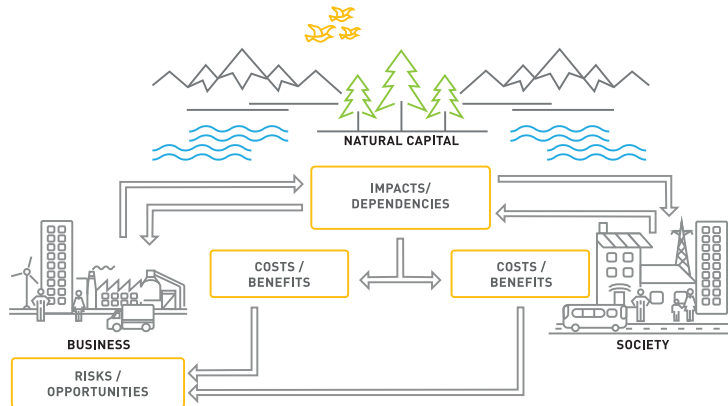 NATURAL CAPITAL
IMPACTS/
DEPENDENCIES
COSTS /
BENEFITS
COSTS /
BENEFITS
BUSINESS
SOCIETY
RISKS /
OPPORTUNITIES